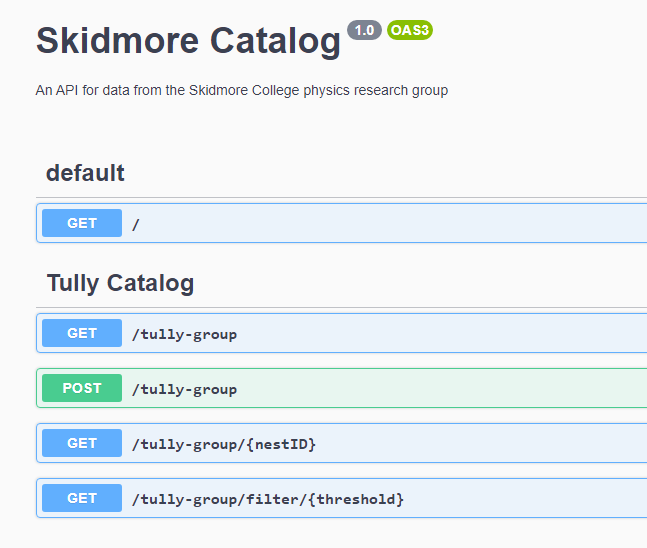 Skidmore Catalog 1.0 OAS3
An API for data from the Skidmore College physics research group
default
GET /
Tully Catalog
GET /tully-group
POST /tully-group
GET /tully-group/{nestID}
GET /tully-group/filter/{threshold}